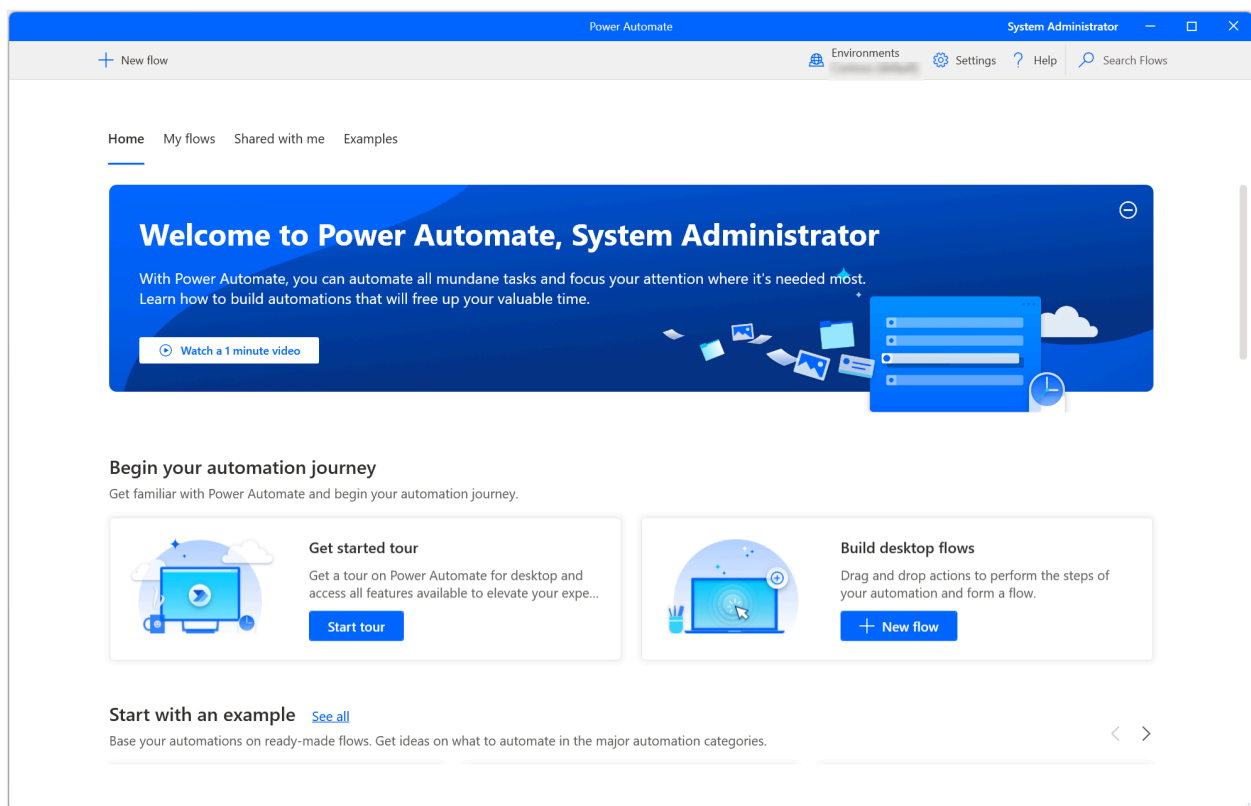 Power Automate
System Administrator
New flow
Environments
Settings
Help
Search Flows
Home
My flows
Shared with me
Examples
Welcome to Power Automate, System Administrator
With Power Automate, you can automate all mundane tasks and focus your attention where it's needed most.
Learn how to build automations that will free up your valuable time.
Watch a 1 minute video
Begin your automation journey
Get familiar with Power Automate and begin your automation journey.
Get started tour
Get a tour on Power Automate for desktop and
access all features available to elevate your expe...
Start tour
Build desktop flows
Drag and drop actions to perform the steps of
your automation and form a flow.
New flow
Start with an example
See all
Base your automations on ready-made flows. Get ideas on what to automate in the major automation categories.